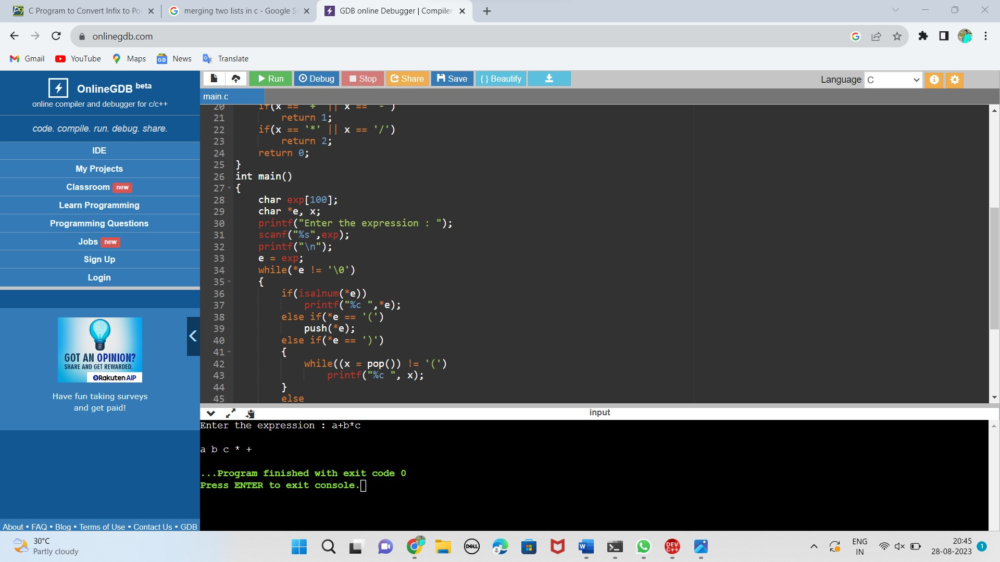 C Program to Convert Infix to Pos
merging two lists in c - Google S
GDB online Debugger | Compiler
onlinegdb.com
Gmail
YouTube
Maps
News
Translate
OnlineGDB beta
online compiler and debugger for c/c++
code. compile. run. debug. share.
IDE
My Projects
Classroom new
Learn Programming
Programming Questions
Jobs new
Sign Up
Login
GOT AN OPINION?
SHARE AND GET REWARDED.
Rakuten AIP
Have fun taking surveys
and get paid!
About • FAQ • Blog • Terms of Use • Contact Us • GDB
Run
Debug
Stop
Share
Save
{ } Beautify
Language C
main.c
20 if(x == '+' || x == '-')
21 return 1;
22 if(x == '*' || x == '/')
23 return 2;
24 return 0;
25 }
26 int main()
27 {
28 char exp[100];
29 char *e, x;
30 printf("Enter the expression : ");
31 scanf("%s",exp);
32 printf("\n");
33 e = exp;
34 while(*e != '\0')
35 {
36 if(isalnum(*e))
37 printf("%c ",*e);
38 else if(*e == '(')
39 push(*e);
40 else if(*e == ')')
41 {
42 while((x = pop()) != '(')
43 printf("%c ", x);
44 }
45 else
input
Enter the expression : a+b*c
a b c * +
...Program finished with exit code 0
Press ENTER to exit console.
30°C
Partly cloudy
DELL
W
DEV
C++
ENG
IN
20:45
28-08-2023
1